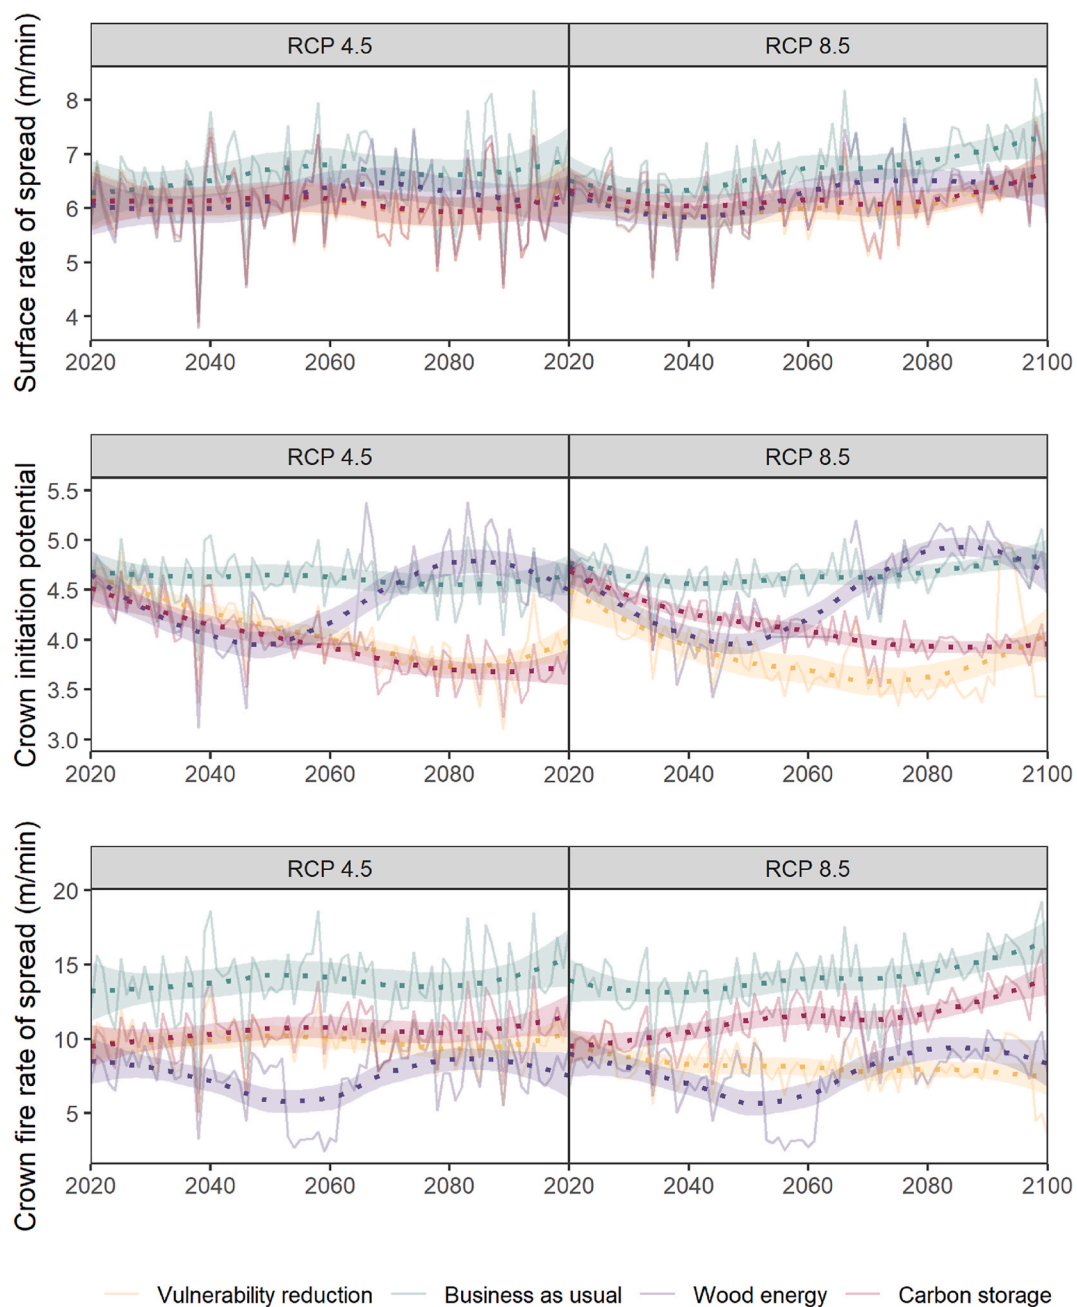 RCP 4.5 RCP 8.5
Surface rate of spread (m/min)
8
7
6
5
4
2020 2040 2060 2080 2020 2040 2060 2080 2100
RCP 4.5 RCP 8.5
Crown initiation potential
5.5
5.0
4.5
4.0
3.5
3.0
2020 2040 2060 2080 2020 2040 2060 2080 2100
RCP 4.5 RCP 8.5
Crown fire rate of spread (m/min)
20
15
10
5
2020 2040 2060 2080 2020 2040 2060 2080 2100
Vulnerability reduction Business as usual Wood energy Carbon storage